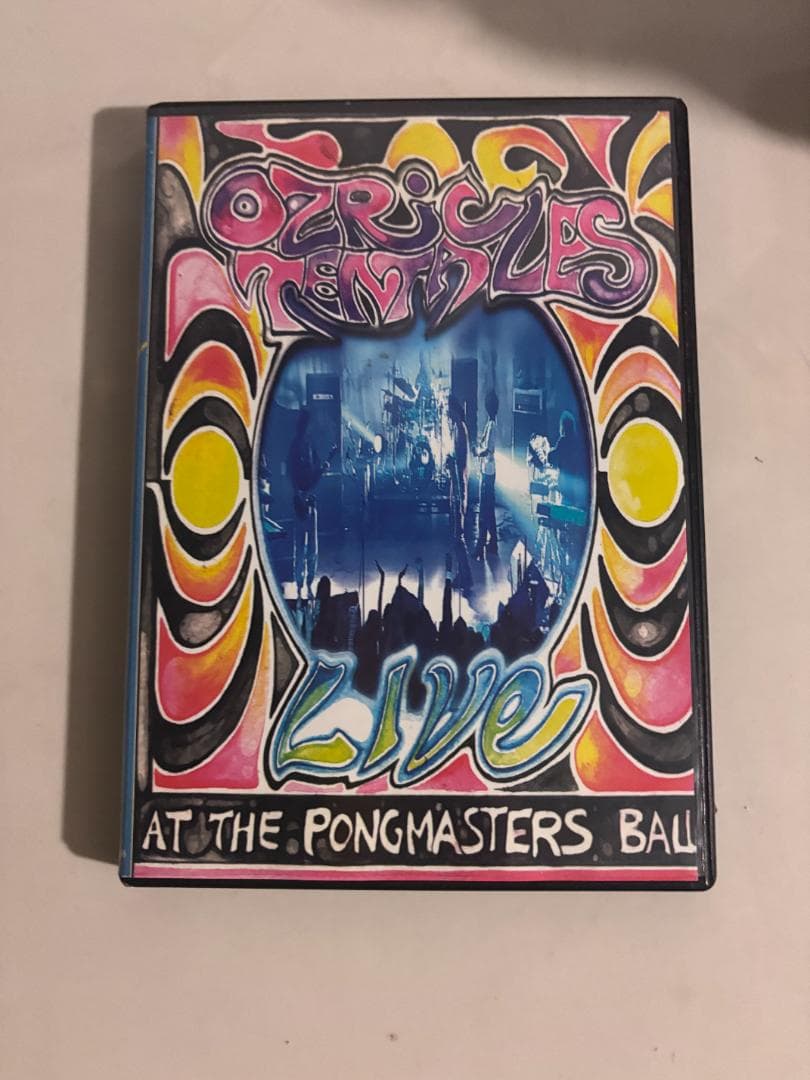 OZRiC
TENTACLES
LIVE
AT THE PONGMASTERS BALL